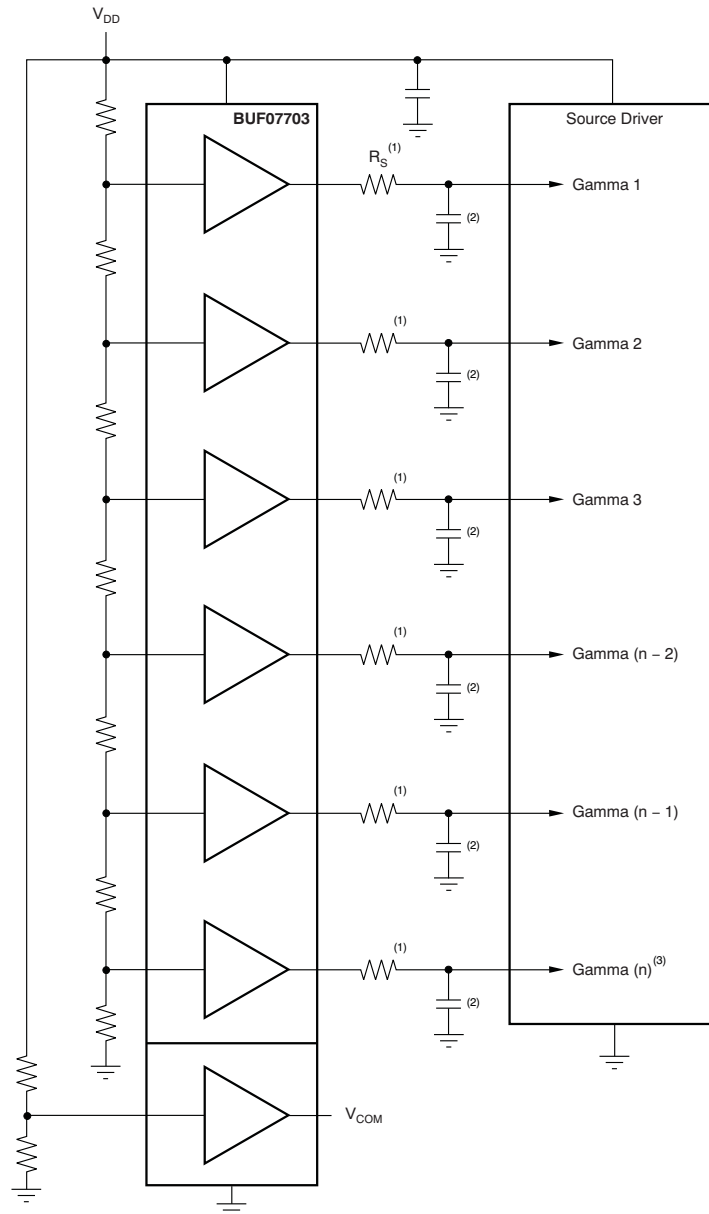 V_DD
BUF07703
Source Driver
R_S^(1)
(2)
Gamma 1
(1)
(2)
Gamma 2
(1)
(2)
Gamma 3
(1)
(2)
Gamma (n − 2)
(1)
(2)
Gamma (n − 1)
(1)
(2)
Gamma (n)^(3)
V_COM